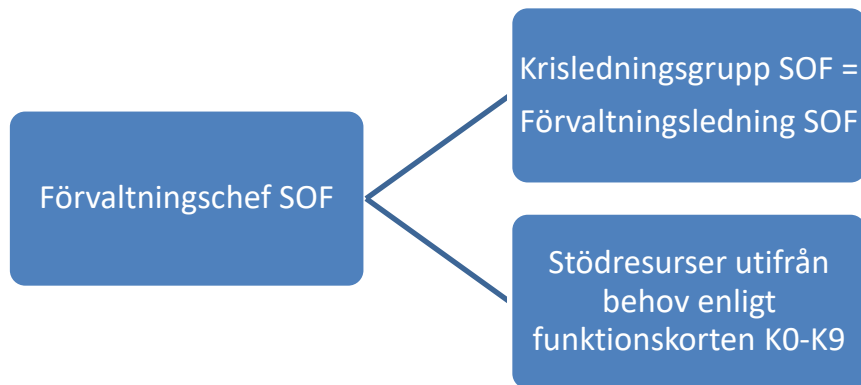 Förvaltningschef SOF
Krisledningsgrupp SOF =
Förvaltningsledning SOF
Stödresurser utifrån
behov enligt
funktionskorten K0-K9